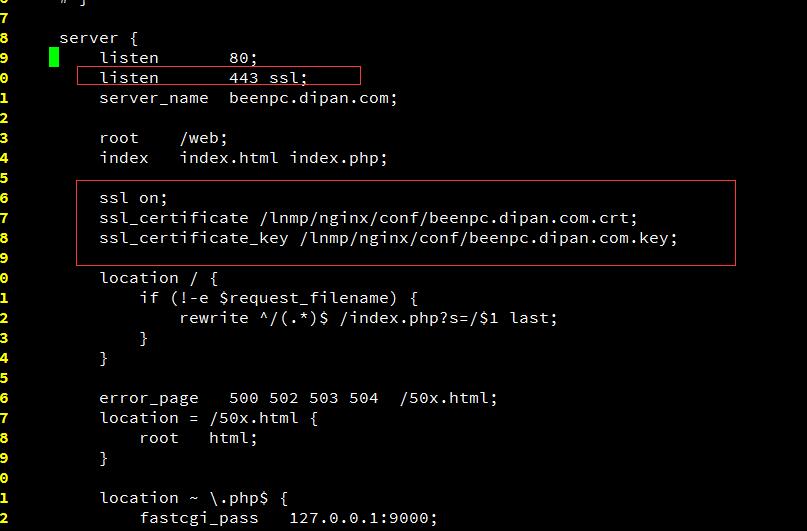 0 # }
7
8 server {
9 listen 80;
0 listen 443 ssl;
1 server_name beenpc.dipan.com;
2
3 root /web;
4 index index.html index.php;
5
6 ssl on;
7 ssl_certificate /lnmp/nginx/conf/beenpc.dipan.com.crt;
8 ssl_certificate_key /lnmp/nginx/conf/beenpc.dipan.com.key;
9
0 location / {
1 if (!-e $request_filename) {
2 rewrite ^/(.*)$ /index.php?s=/$1 last;
3 }
4 }
5
6 error_page 500 502 503 504 /50x.html;
7 location = /50x.html {
8 root html;
9 }
0
1 location ~ \.php$ {
2 fastcgi_pass 127.0.0.1:9000;